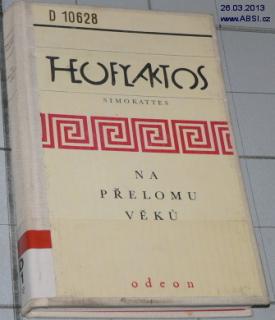 26.03.2013
www.ABSI.cz
D 10628
THEOFYLAKTOS
SIMOKATTES
NA
PŘELOMU
VĚKŮ
odeon